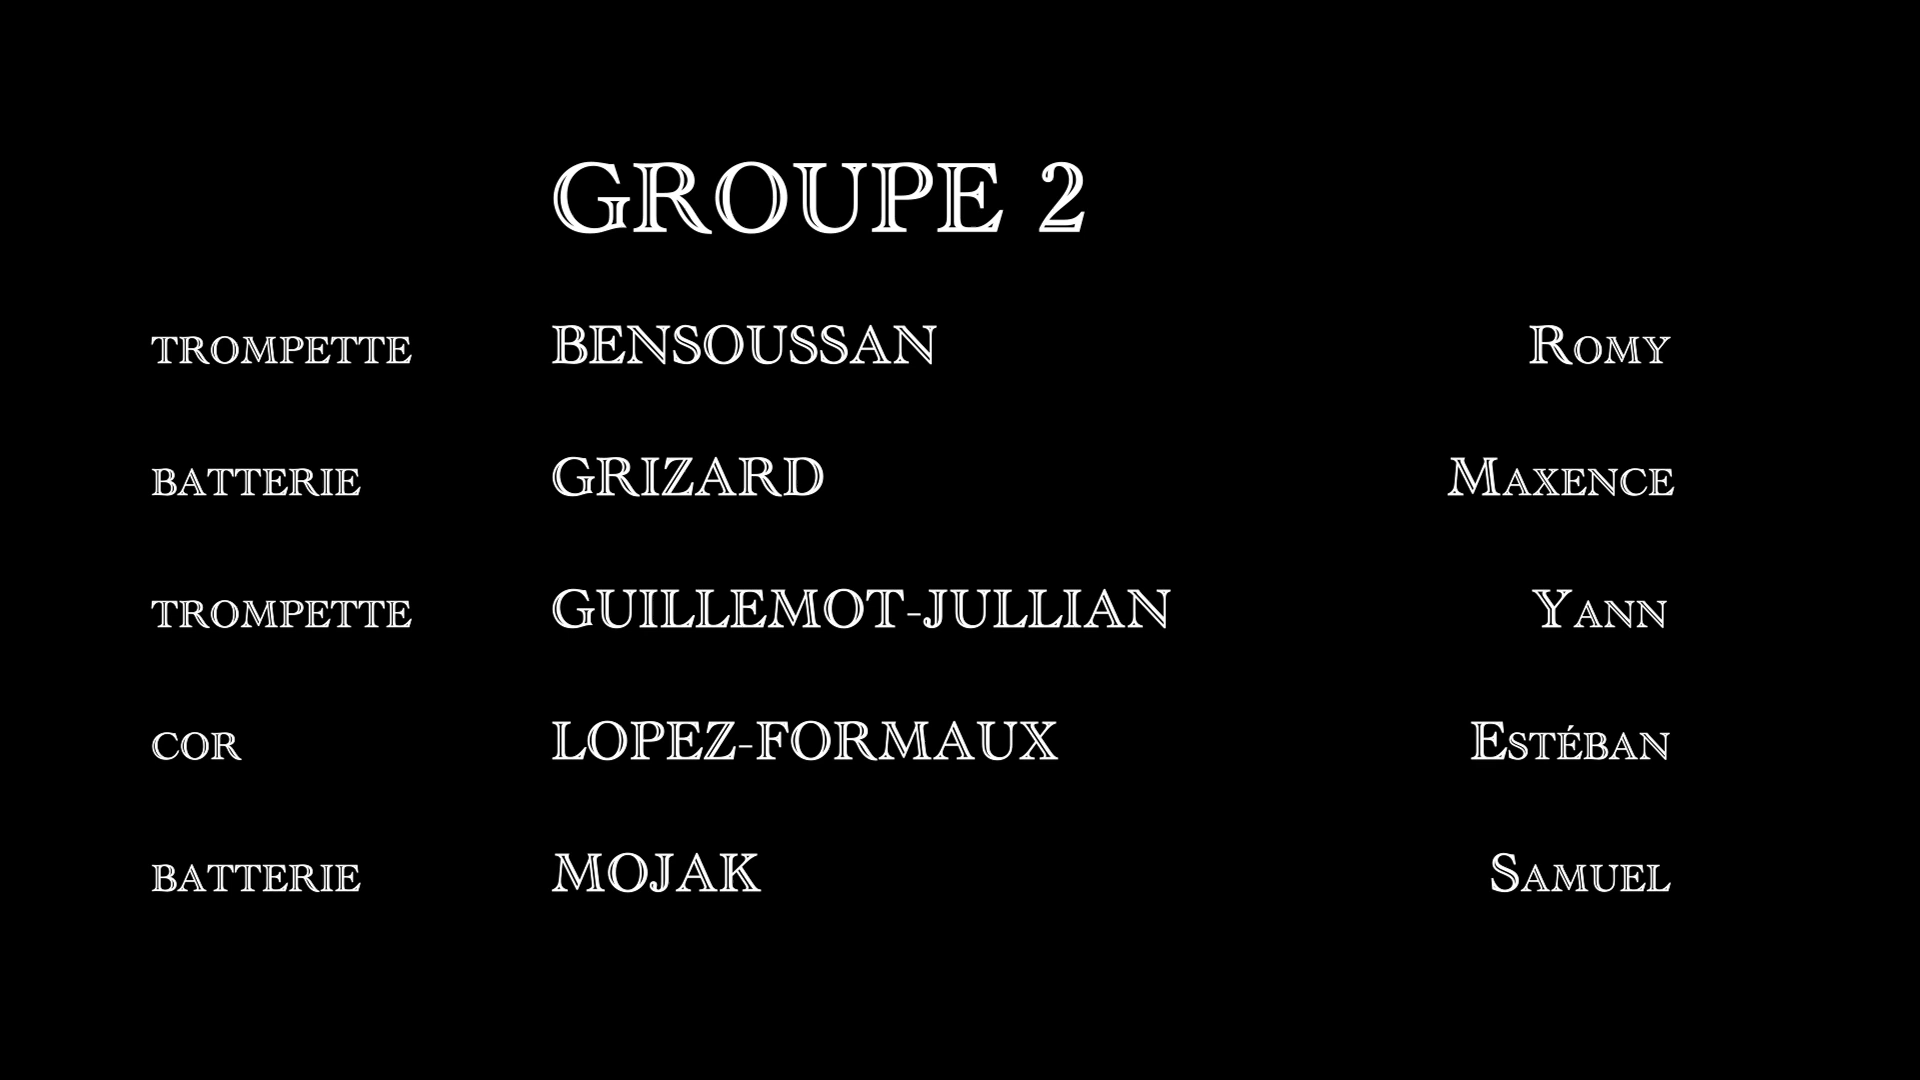 GROUPE 2
TROMPETTE BENSOUSSAN ROMY
BATTERIE GRIZARD MAXENCE
TROMPETTE GUILLEMOT-JULLIAN YANN
COR LOPEZ-FORMAUX ESTÉBAN
BATTERIE MOJAK SAMUEL